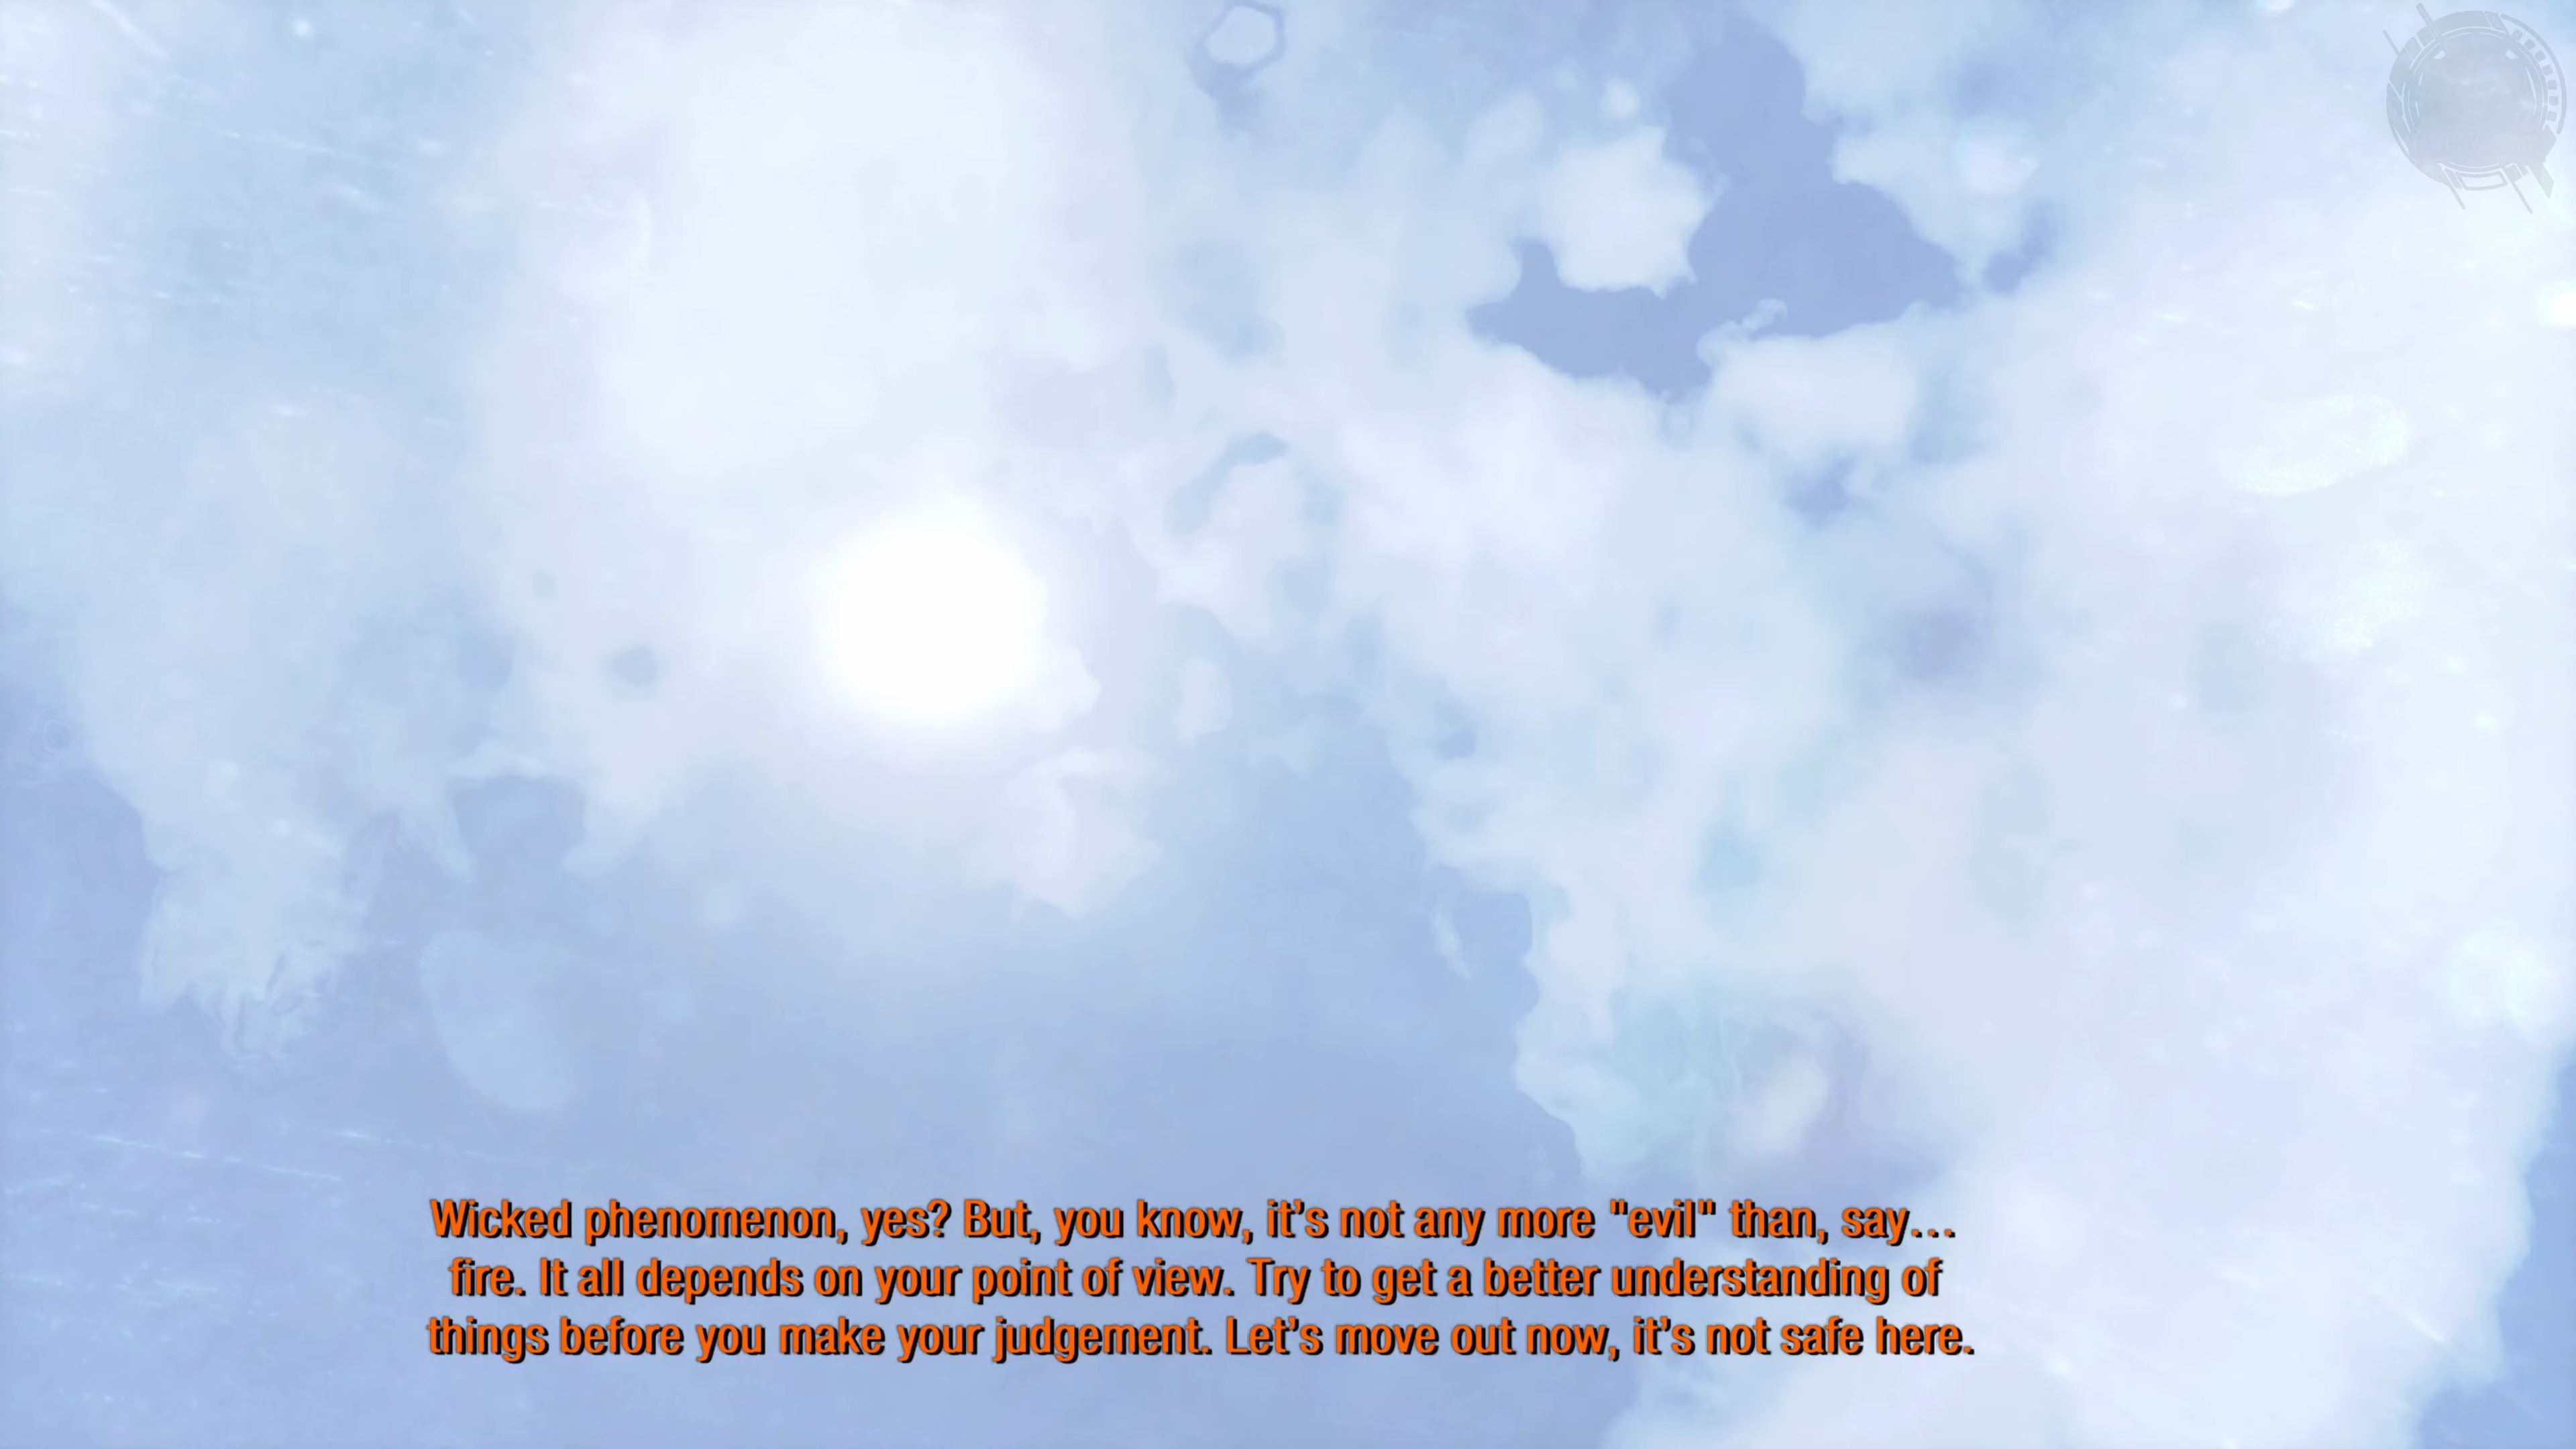 Wicked phenomenon, yes? But, you know, it's not any more "evil" than, say...
fire. It all depends on your point of view. Try to get a better understanding of
things before you make your judgement. Let's move out now, it's not safe here.